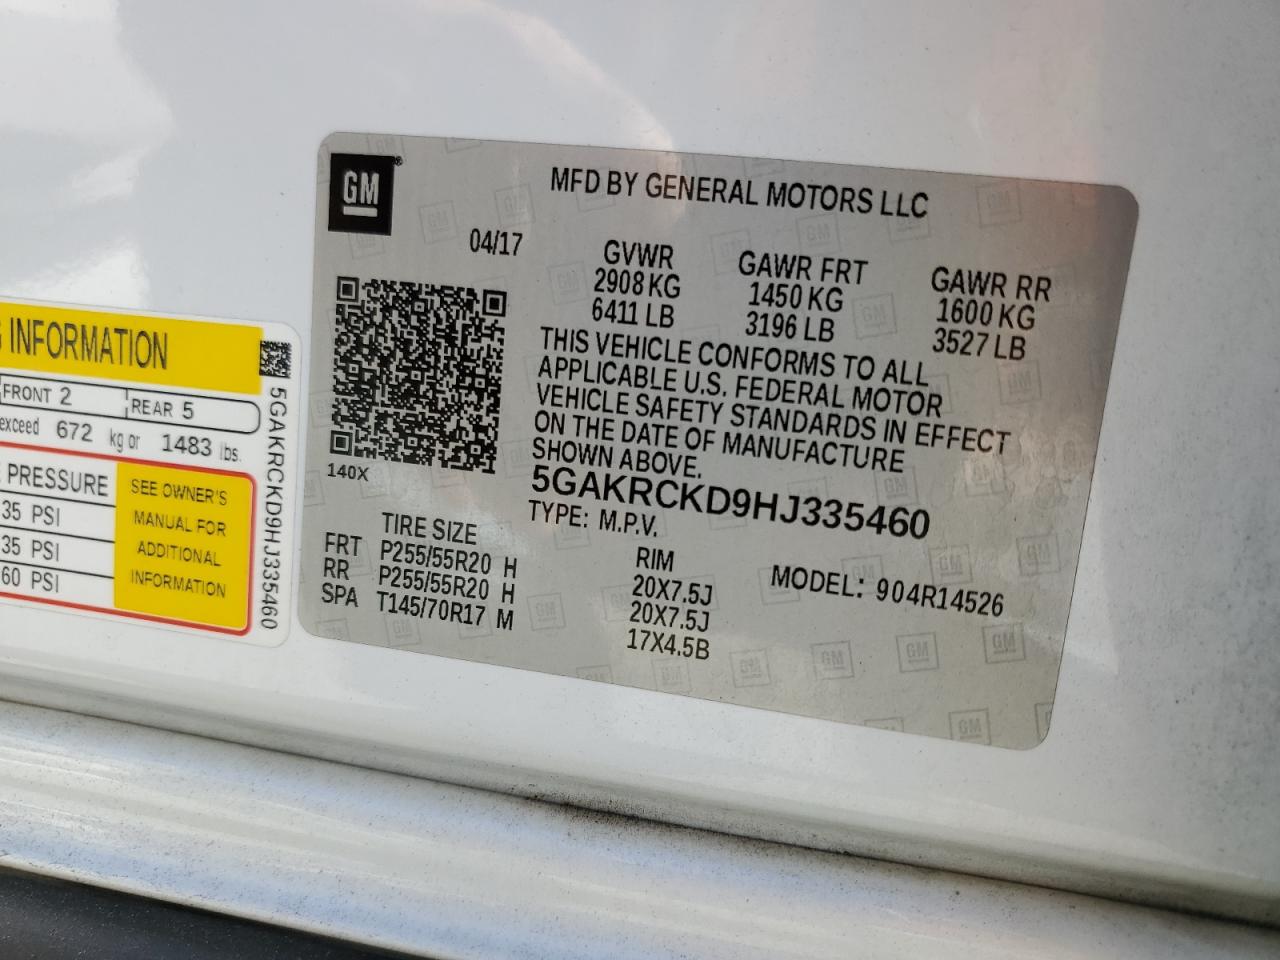 GM
MFD BY GENERAL MOTORS LLC
04/17
GVWR
2908 KG
6411 LB
GAWR FRT
1450 KG
3196 LB
GAWR RR
1600 KG
3527 LB
THIS VEHICLE CONFORMS TO ALL
APPLICABLE U.S. FEDERAL MOTOR
VEHICLE SAFETY STANDARDS IN EFFECT
ON THE DATE OF MANUFACTURE
SHOWN ABOVE.
140X
5GAKRCKD9HJ335460
TYPE: M.P.V.
TIRE SIZE
FRT P255/55R20 H
RR P255/55R20 H
SPA T145/70R17 M
RIM
20X7.5J
20X7.5J
17X4.5B
MODEL: 904R14526
INFORMATION
FRONT 2 REAR 5
exceed 672 kg or 1483 lbs.
PRESSURE
35 PSI
35 PSI
60 PSI
SEE OWNER'S
MANUAL FOR
ADDITIONAL
INFORMATION
5GAKRCKD9HJ335460